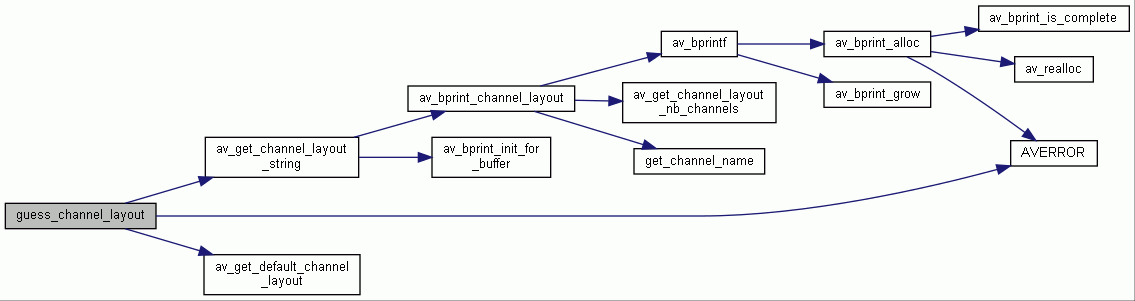 av_bprint_is_complete
av_bprintf
av_bprint_alloc
av_realloc
av_bprint_channel_layout
av_get_channel_layout
_nb_channels
av_bprint_grow
av_get_channel_layout
_string
av_bprint_init_for
_buffer
get_channel_name
AVERROR
guess_channel_layout
av_get_default_channel
_layout